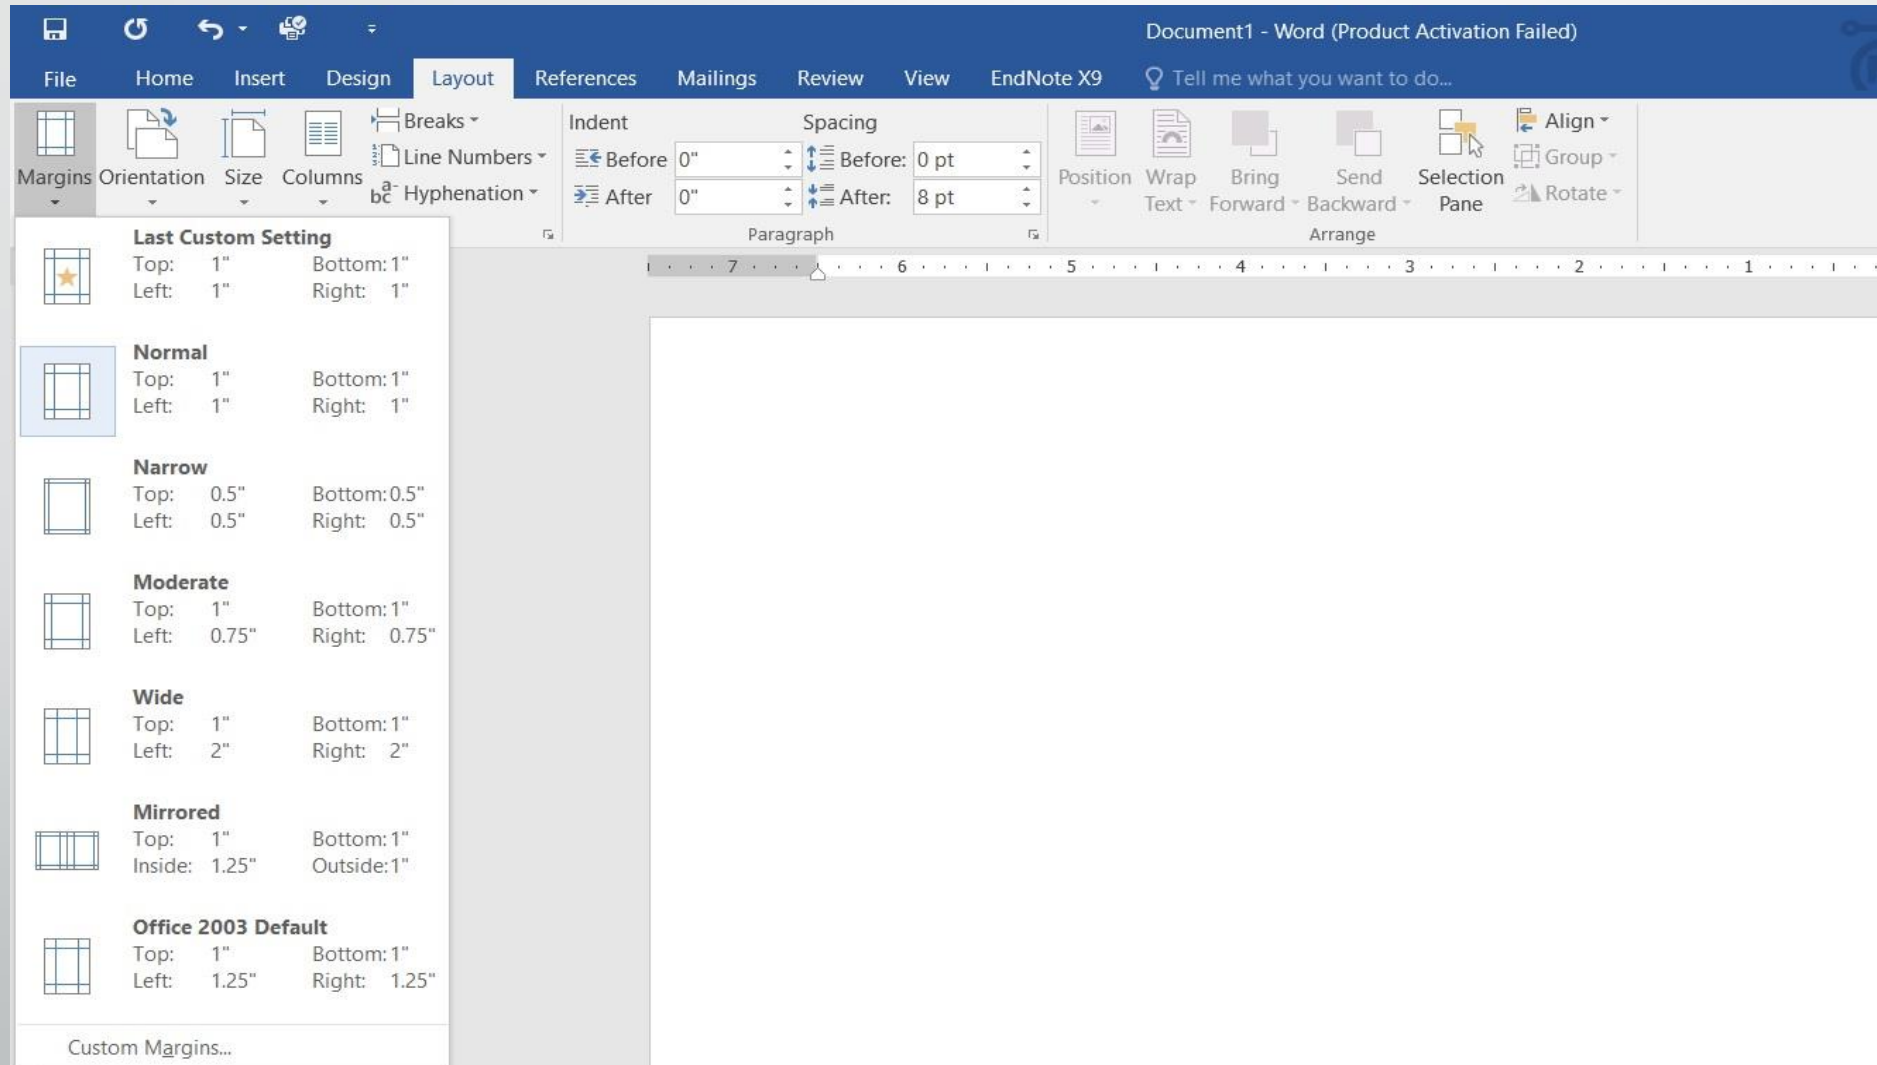 Document1 - Word (Product Activation Failed)
File Home Insert Design Layout References Mailings Review View EndNote X9 Tell me what you want to do...
Margins Orientation Size Columns
Breaks
Line Numbers
Hyphenation
Indent
Before 0"
After 0"
Spacing
Before: 0 pt
After: 8 pt
Paragraph
Position Wrap Text Bring Forward Send Backward Selection Pane
Align
Group
Rotate
Arrange
7 6 5 4 3 2 1
Last Custom Setting
Top: 1" Bottom: 1"
Left: 1" Right: 1"
Normal
Top: 1" Bottom: 1"
Left: 1" Right: 1"
Narrow
Top: 0.5" Bottom: 0.5"
Left: 0.5" Right: 0.5"
Moderate
Top: 1" Bottom: 1"
Left: 0.75" Right: 0.75"
Wide
Top: 1" Bottom: 1"
Left: 2" Right: 2"
Mirrored
Top: 1" Bottom: 1"
Inside: 1.25" Outside: 1"
Office 2003 Default
Top: 1" Bottom: 1"
Left: 1.25" Right: 1.25"
Custom Margins...